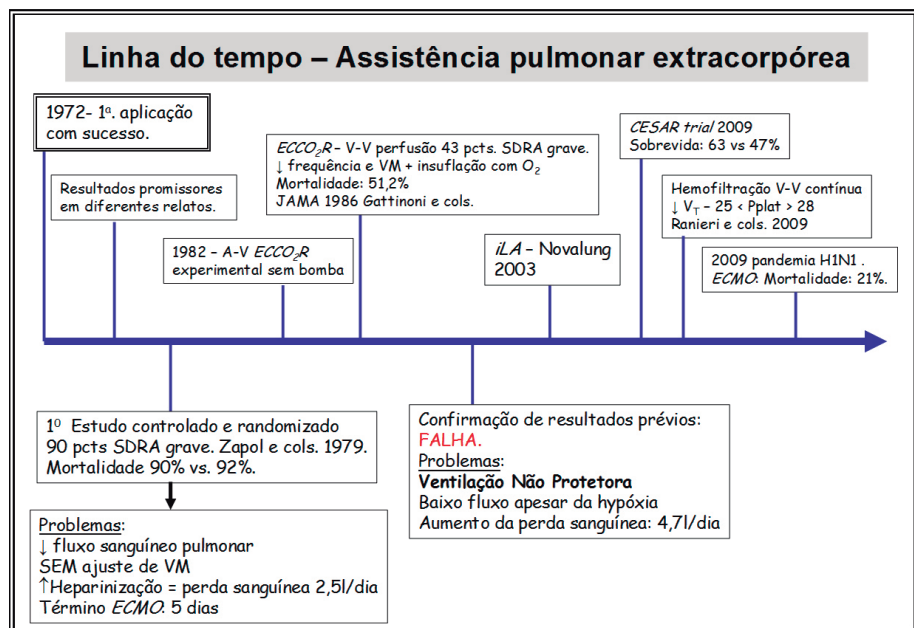 Linha do tempo – Assistência pulmonar extracorpórea
1972- 1ª. aplicação
com sucesso.
Resultados promissores
em diferentes relatos.
1982 – A-V ECCO₂R
experimental sem bomba
ECCO₂R – V-V perfusão 43 pcts. SDRA grave.
↓ frequência e VM + insuflação com O₂
Mortalidade: 51,2%
JAMA 1986 Gattinoni e cols.
iLA – Novalung
2003
CESAR trial 2009
Sobrevida: 63 vs 47%
Hemofiltração V-V contínua
↓ V_T – 25 < Pplat > 28
Ranieri e cols. 2009
2009 pandemia H1N1 .
ECMO: Mortalidade: 21%.
1⁰ Estudo controlado e randomizado
90 pcts SDRA grave. Zapol e cols. 1979.
Mortalidade 90% vs. 92%.
Problemas:
↓ fluxo sanguíneo pulmonar
SEM ajuste de VM
↑Heparinização = perda sanguínea 2,5l/dia
Término ECMO: 5 dias
Confirmação de resultados prévios:
FALHA.
Problemas:
Ventilação Não Protetora
Baixo fluxo apesar da hypóxia
Aumento da perda sanguínea: 4,7l/dia